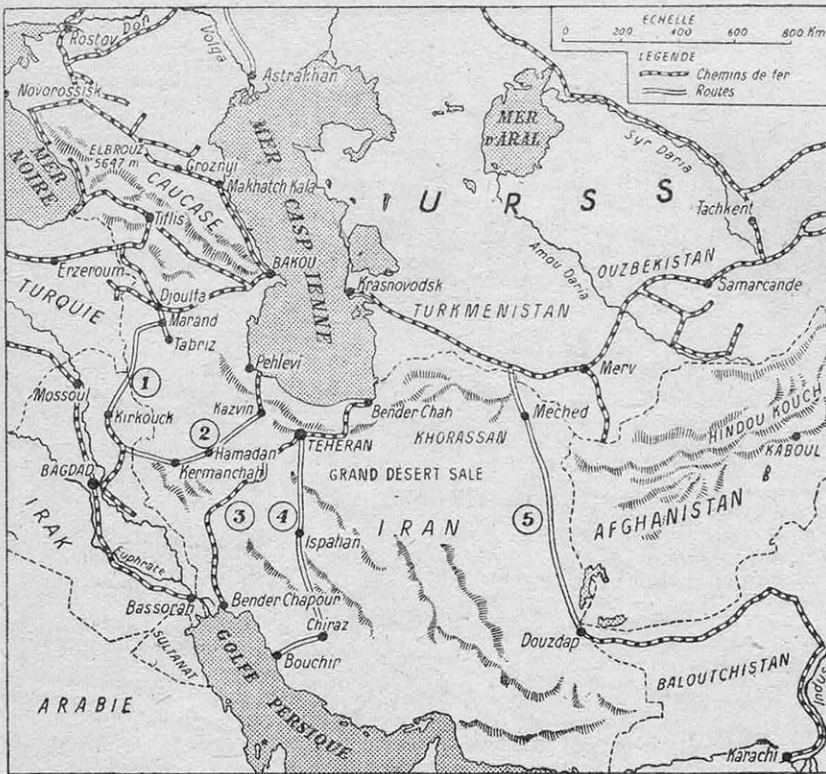 ECHELLE
0 200 400 600 800 Km
LEGENDE
Chemins de fer
Routes
Rostov
Don
Volga
Astrakhan
Novorossisk
MER NOIRE
ELBROUZ
5647 m
Groznyi
CAUCASE
Makhatch Kala
MER CASPIENNE
MER D'ARAL
Syr Daria
URSS
Tachkent
Tiflis
Erzeroum
BAKOU
Krasnovodsk
Amou Daria
OUZBEKISTAN
Samarcande
TURQUIE
Djoulfa
Marand
Tabriz
TURKMENISTAN
Pehlevi
Merv
Mossoul
1
Kirkouck
Kazvin
Bender Chah
Meched
HINDOU KOUCH
2
Hamadan
TEHERAN
KHORASSAN
KABOUL
Kermanchah
BAGDAD
GRAND DESERT SALE
IRAK
3
4
IRAN
5
AFGHANISTAN
Ispahan
Euphrate
Bassorah
Bender Chapour
Chiraz
Douzdap
SULTANAT
Bouchir
GOLFE PERSIQUE
BALOUTCHISTAN
Indus
ARABIE
Karachi